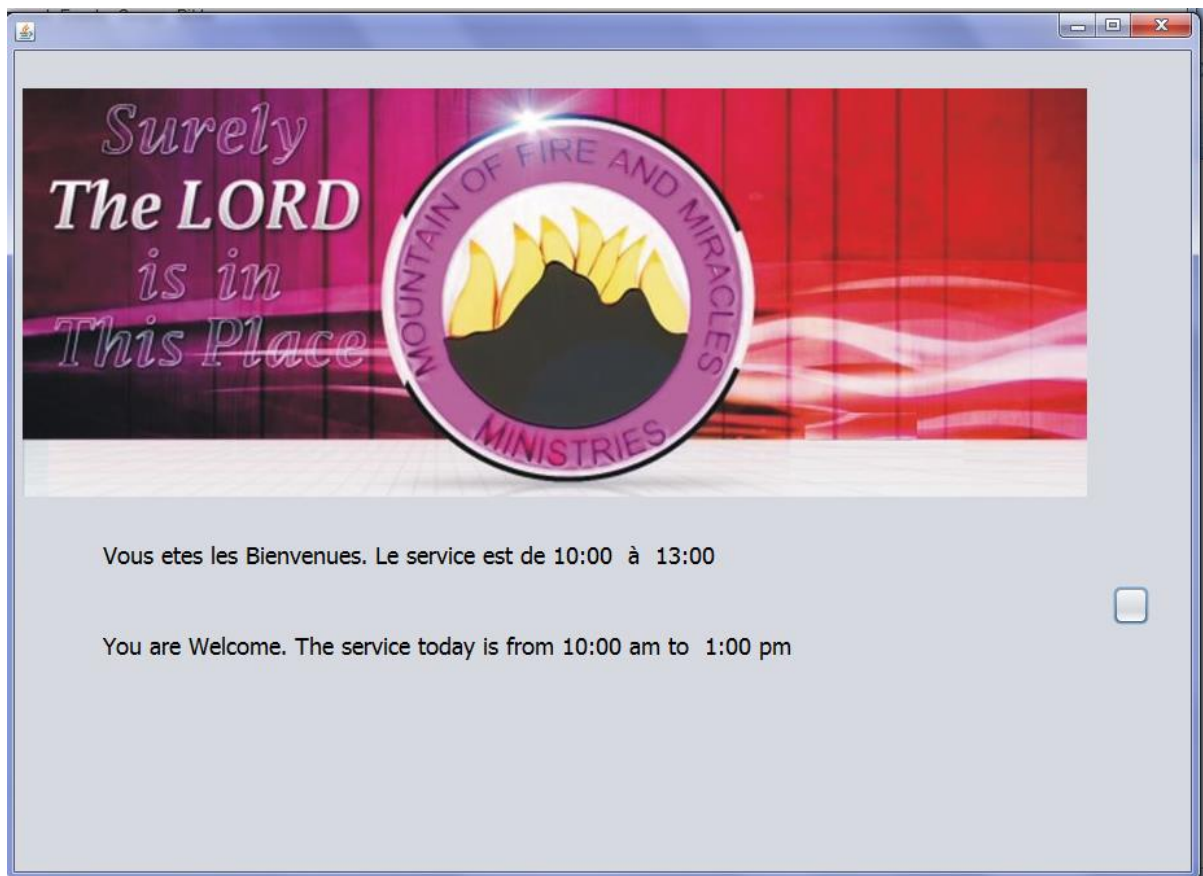 Surely
The LORD
is in
This Place
MOUNTAIN OF FIRE AND MIRACLES
MINISTRIES
Vous etes les Bienvenues. Le service est de 10:00 à 13:00
You are Welcome. The service today is from 10:00 am to 1:00 pm